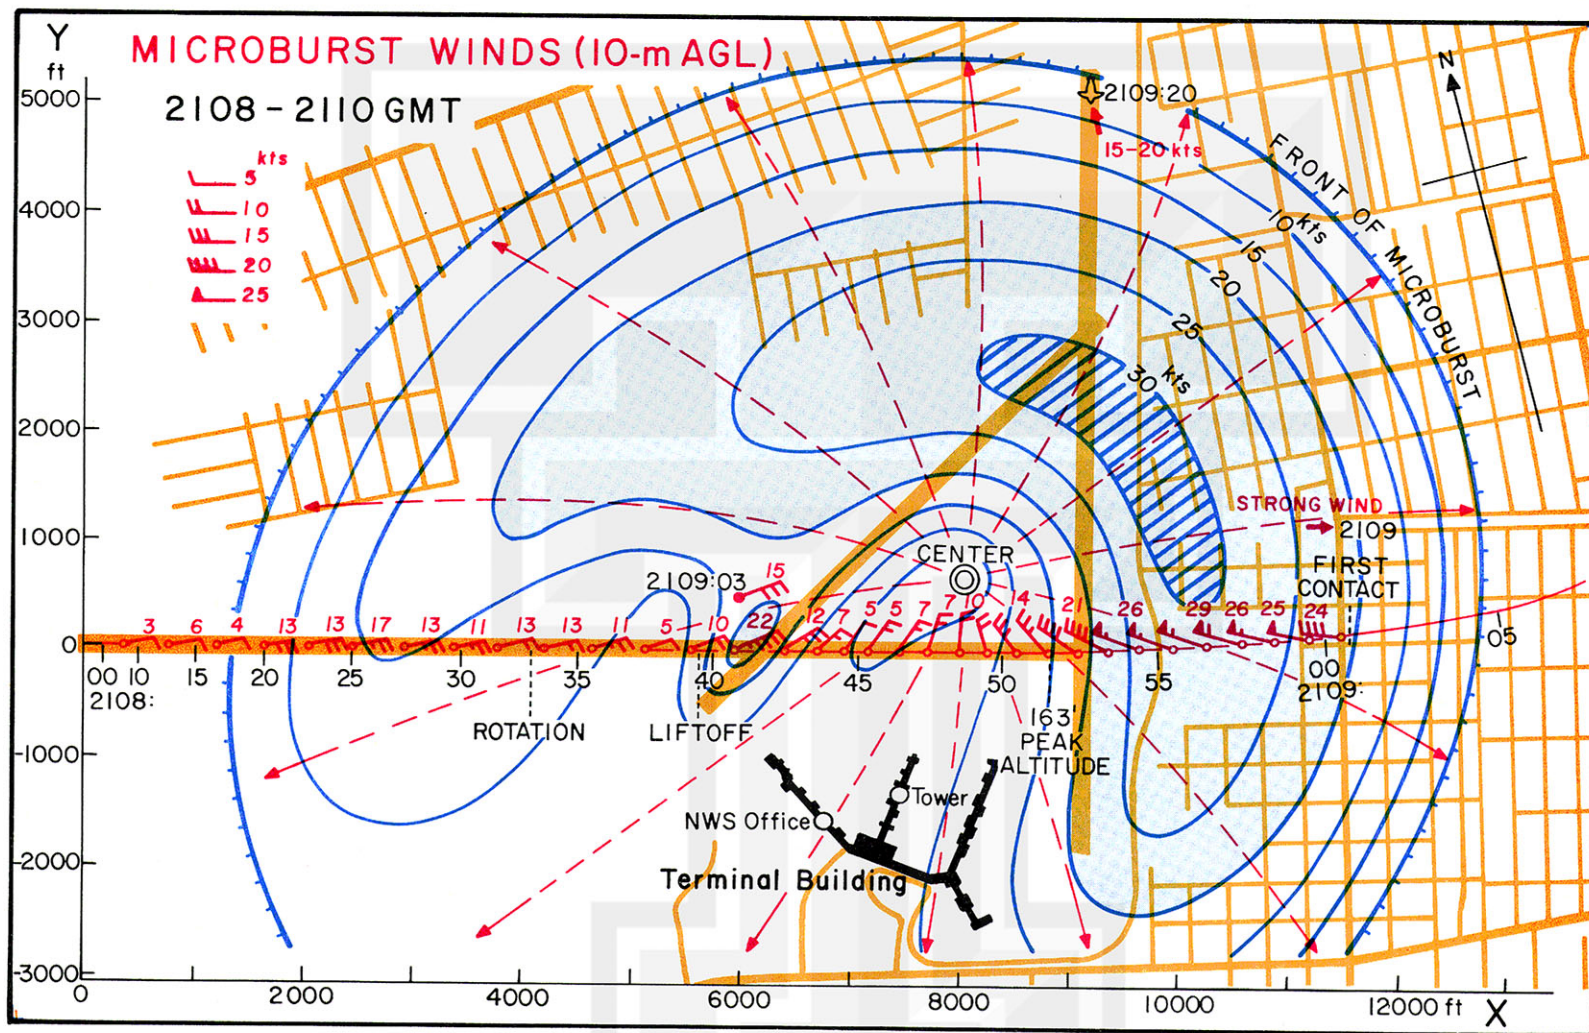 Y
ft
MICROBURST WINDS (10-m AGL)
2108 - 2110 GMT
kts
5
10
15
20
25
5000
4000
3000
2000
1000
0
-1000
-2000
-3000
2109:20
15-20 kts
N
FRONT OF MICROBURST
10 kts
15
20
25
30 kts
STRONG WIND
2109
CENTER
FIRST
CONTACT
2109:03
15
3 6 4 13 13 17 13 11 13 13 11 5 10 22 12 7 5 5 7 7 10 14 21 26 29 26 25 24
05
00 10 15 20 25 30 35 40 45 50 55 00
2108:
2109:
ROTATION
LIFTOFF
163'
PEAK
ALTITUDE
Tower
NWS Office
Terminal Building
0 2000 4000 6000 8000 10000 12000 ft X